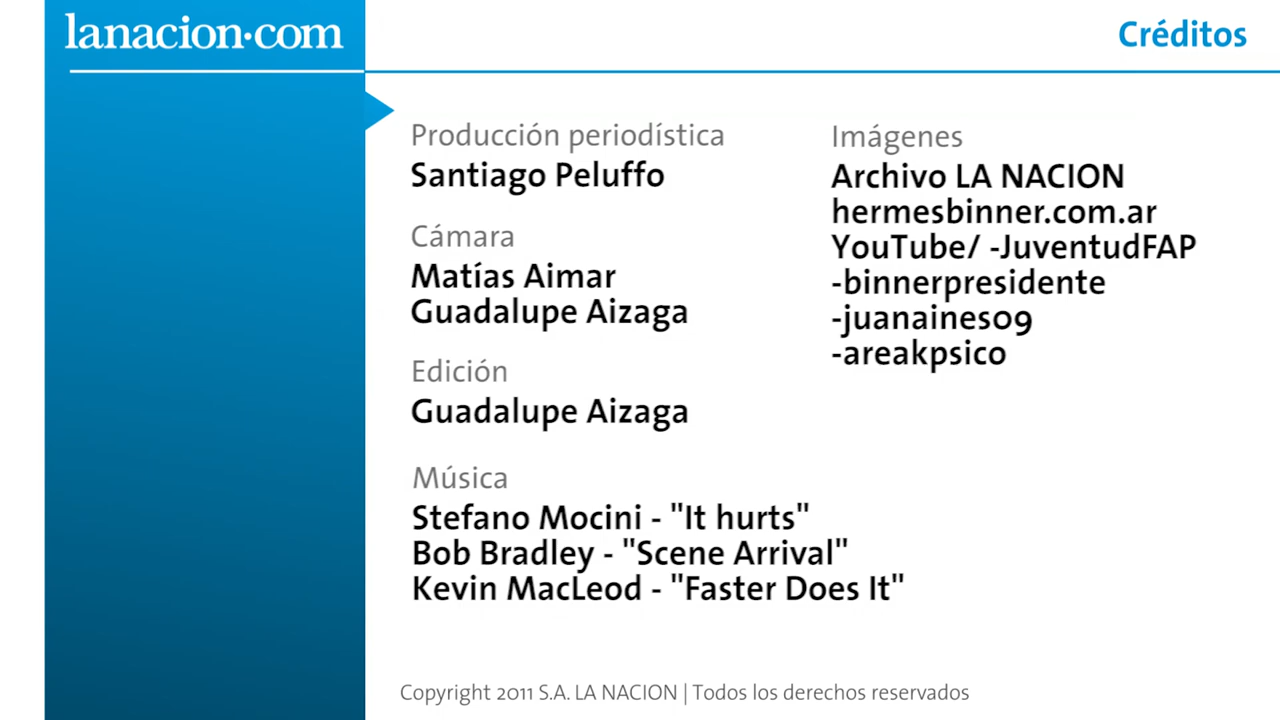 lanacion.com
Créditos
Producción periodística
Santiago Peluffo
Cámara
Matías Aimar
Guadalupe Aizaga
Edición
Guadalupe Aizaga
Música
Stefano Mocini - "It hurts"
Bob Bradley - "Scene Arrival"
Kevin MacLeod - "Faster Does It"
Imágenes
Archivo LA NACION
hermesbinner.com.ar
YouTube/ -JuventudFAP
-binnerpresidente
-juanaines09
-areakpsico
Copyright 2011 S.A. LA NACION | Todos los derechos reservados